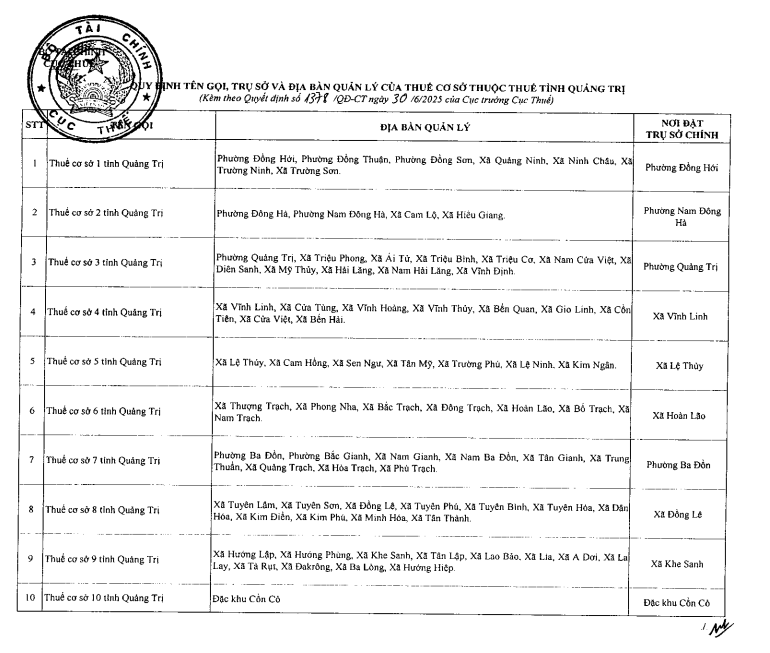 BỘ TÀI CHÍNH
CỤC THUẾ
QUY ĐỊNH TÊN GỌI, TRỤ SỞ VÀ ĐỊA BÀN QUẢN LÝ CỦA THUẾ CƠ SỞ THUỘC THUẾ TỈNH QUẢNG TRỊ
(Kèm theo Quyết định số 1378 /QĐ-CT ngày 30 /6/2025 của Cục trưởng Cục Thuế)
STT GỌI ĐỊA BÀN QUẢN LÝ NƠI ĐẶT
TRỤ SỞ CHÍNH
1 Thuế cơ sở 1 tỉnh Quảng Trị Phường Đồng Hới, Phường Đồng Thuận, Phường Đồng Sơn, Xã Quảng Ninh, Xã Ninh Châu, Xã
Trường Ninh, Xã Trường Sơn. Phường Đồng Hới
2 Thuế cơ sở 2 tỉnh Quảng Trị Phường Đông Hà, Phường Nam Đông Hà, Xã Cam Lộ, Xã Hiếu Giang. Phường Nam Đông
Hà
3 Thuế cơ sở 3 tỉnh Quảng Trị Phường Quảng Trị, Xã Triệu Phong, Xã Ái Tử, Xã Triệu Bình, Xã Triệu Cơ, Xã Nam Cửa Việt, Xã
Diên Sanh, Xã Mỹ Thủy, Xã Hải Lăng, Xã Nam Hải Lăng, Xã Vĩnh Định. Phường Quảng Trị
4 Thuế cơ sở 4 tỉnh Quảng Trị Xã Vĩnh Linh, Xã Cửa Tùng, Xã Vĩnh Hoàng, Xã Vĩnh Thủy, Xã Bến Quan, Xã Gio Linh, Xã Cồn
Tiên, Xã Cửa Việt, Xã Bến Hải. Xã Vĩnh Linh
5 Thuế cơ sở 5 tỉnh Quảng Trị Xã Lệ Thủy, Xã Cam Hồng, Xã Sen Ngư, Xã Tân Mỹ, Xã Trường Phú, Xã Lệ Ninh, Xã Kim Ngân. Xã Lệ Thủy
6 Thuế cơ sở 6 tỉnh Quảng Trị Xã Thượng Trạch, Xã Phong Nha, Xã Bắc Trạch, Xã Đông Trạch, Xã Hoàn Lão, Xã Bố Trạch, Xã
Nam Trạch. Xã Hoàn Lão
7 Thuế cơ sở 7 tỉnh Quảng Trị Phường Ba Đồn, Phường Bắc Gianh, Xã Nam Gianh, Xã Nam Ba Đồn, Xã Tân Gianh, Xã Trung
Thuần, Xã Quảng Trạch, Xã Hòa Trạch, Xã Phú Trạch. Phường Ba Đồn
8 Thuế cơ sở 8 tỉnh Quảng Trị Xã Tuyên Lâm, Xã Tuyên Sơn, Xã Đồng Lê, Xã Tuyên Phú, Xã Tuyên Bình, Xã Tuyên Hóa, Xã Dân
Hóa, Xã Kim Điền, Xã Kim Phú, Xã Minh Hóa, Xã Tân Thành. Xã Đồng Lê
9 Thuế cơ sở 9 tỉnh Quảng Trị Xã Hướng Lập, Xã Hướng Phùng, Xã Khe Sanh, Xã Tân Lập, Xã Lao Bảo, Xã Lìa, Xã A Dơi, Xã La
Lay, Xã Tà Rụt, Xã Đakrông, Xã Ba Lòng, Xã Hướng Hiệp. Xã Khe Sanh
10 Thuế cơ sở 10 tỉnh Quảng Trị Đặc khu Cồn Cỏ Đặc khu Cồn Cỏ